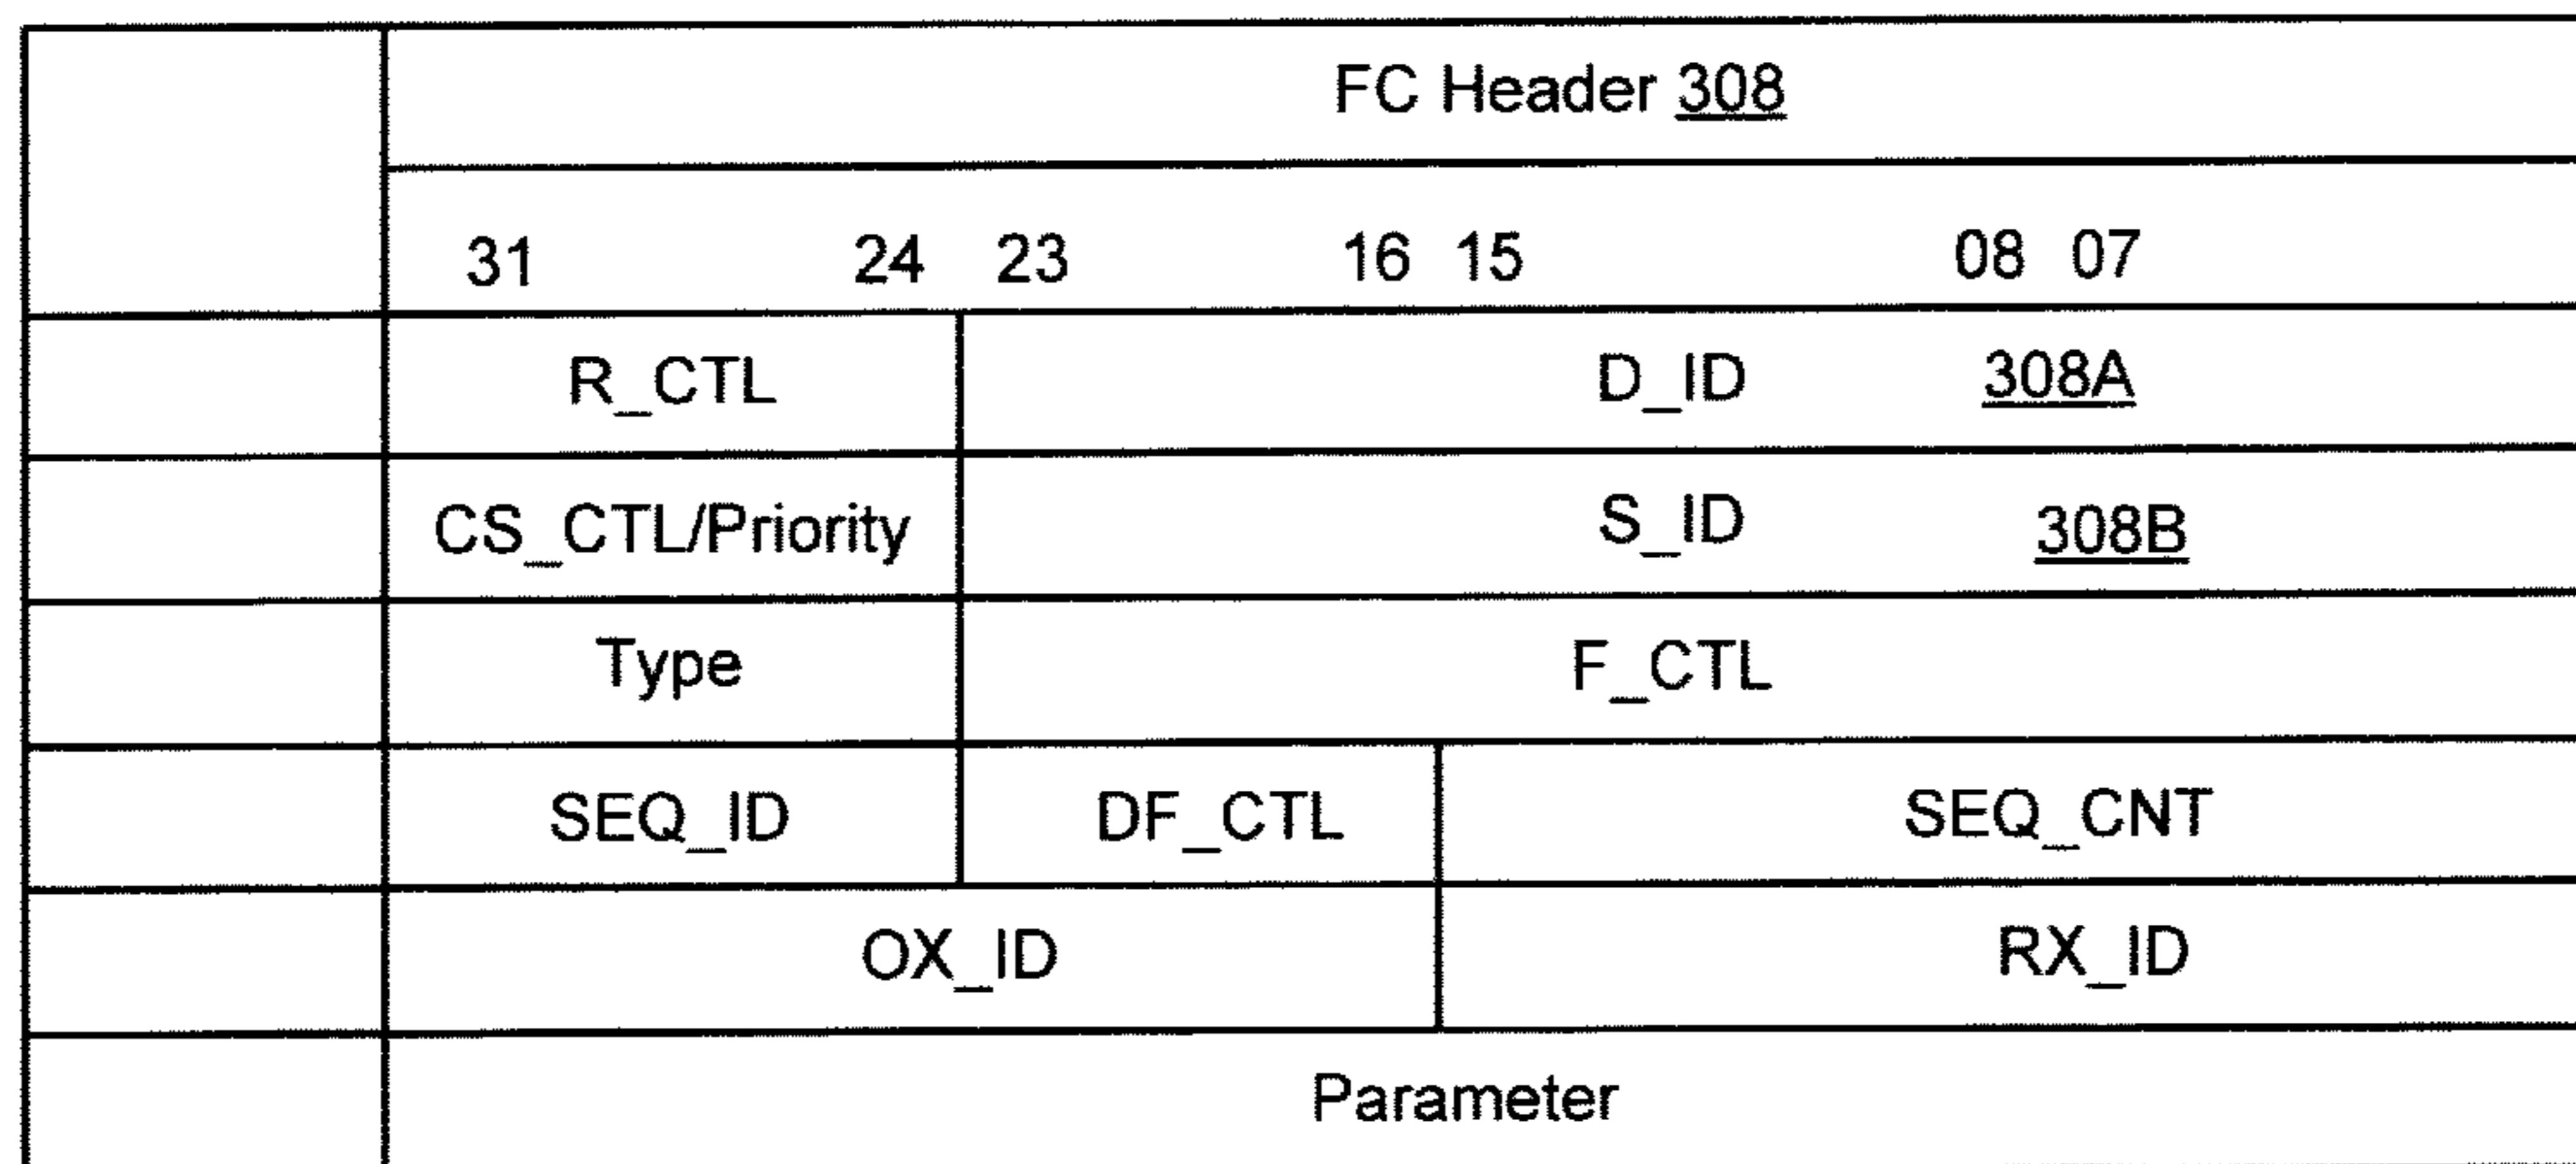 FC Header 308
31 24 23 16 15 08 07
R_CTL D_ID 308A
CS_CTL/Priority S_ID 308B
Type F_CTL
SEQ_ID DF_CTL SEQ_CNT
OX_ID RX_ID
Parameter